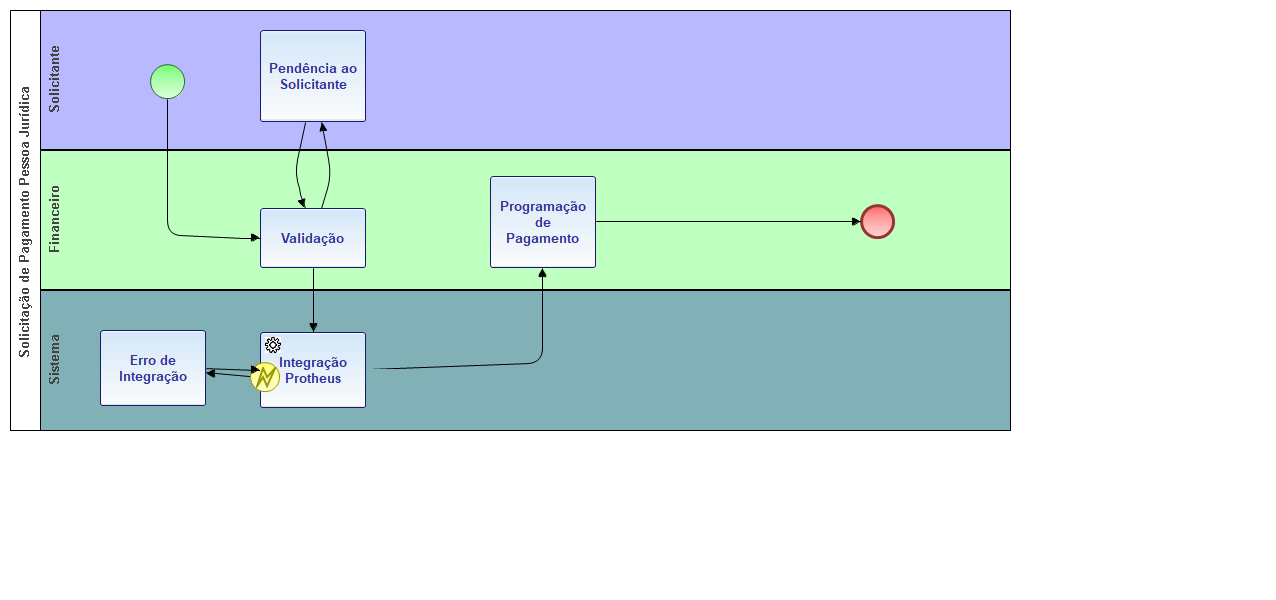 Solicitação de Pagamento Pessoa Jurídica
Solicitante
Pendência ao
Solicitante
Financeiro
Validação
Programação
de
Pagamento
Sistema
Erro de
Integração
Integração
Protheus